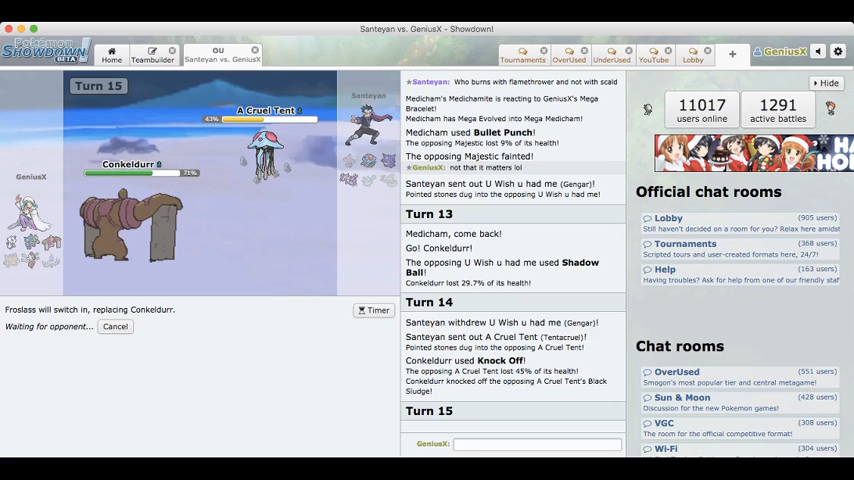 Santeyan vs. GeniusX - Showdown!
Pokémon
SHOWDOWN!
BETA
Home
Teambuilder
OU
Santeyan vs. GeniusX
Tournaments
OverUsed
UnderUsed
YouTube
Lobby
+
GeniusX
Turn 15
A Cruel Tent
43%
Conkeldurr
71%
Santeyan
GeniusX
Froslass will switch in, replacing Conkeldurr.
Waiting for opponent...
Cancel
Timer
★Santeyan: Who burns with flamethrower and not with scald
Medicham's Medichamite is reacting to GeniusX's Mega
Bracelet!
Medicham has Mega Evolved into Mega Medicham!
Medicham used Bullet Punch!
The opposing Majestic lost 9% of its health!
The opposing Majestic fainted!
★GeniusX: not that it matters lol
Santeyan sent out U Wish u had me (Gengar)!
Pointed stones dug into the opposing U Wish u had me!
Turn 13
Medicham, come back!
Go! Conkeldurr!
The opposing U Wish u had me used Shadow
Ball!
Conkeldurr lost 29.7% of its health!
Turn 14
Santeyan withdrew U Wish u had me (Gengar)!
Santeyan sent out A Cruel Tent (Tentacruel)!
Pointed stones dug into the opposing A Cruel Tent!
Conkeldurr used Knock Off!
The opposing A Cruel Tent lost 45% of its health!
Conkeldurr knocked off the opposing A Cruel Tent's Black
Sludge!
Turn 15
GeniusX:
Hide
11017
users online
1291
active battles
Official chat rooms
Lobby (905 users)
Still haven't decided on a room for you? Relax here amidst
Tournaments (368 users)
Scripted tours and user-created formats here, 24/7!
Help (163 users)
Having troubles? Ask for help from one of our friendly staf
Chat rooms
OverUsed (551 users)
Smogon's most popular tier and central metagame!
Sun & Moon (428 users)
Discussion for the new Pokemon games!
VGC (308 users)
The room for the official competitive format!
Wi-Fi (304 users)